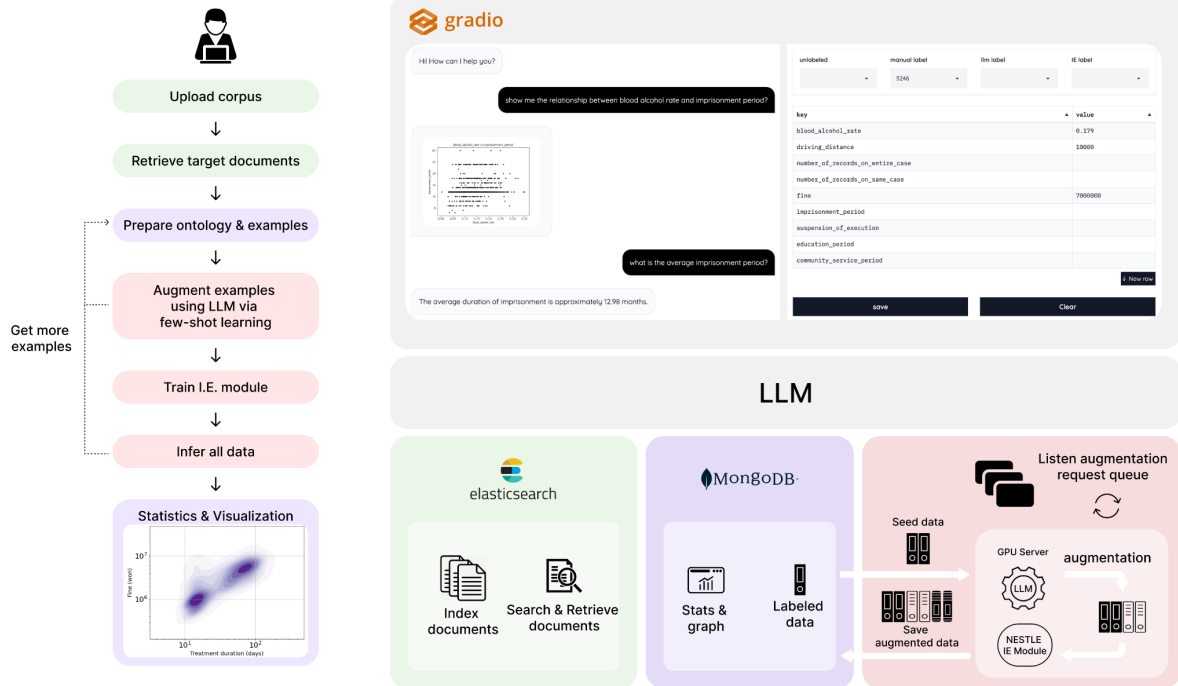 Upload corpus
Retrieve target documents
Prepare ontology & examples
Augment examples
using LLM via
few-shot learning
Get more
examples
Train I.E. module
Infer all data
Statistics & Visualization
Fine (won)
10⁷
10⁶
10¹
10²
Treatment duration (days)
gradio
Hi! How can I help you?
show me the relationship between blood alcohol rate and imprisonment period?
blood_alcohol_rate vs imprisonment_period
what is the average imprisonment period?
The average duration of imprisonment is approximately 12.98 months.
unlabeled
manual label
llm label
IE label
5246
key
value
blood_alcohol_rate
0.179
driving_distance
10000
number_of_records_on_entire_case
number_of_records_on_same_case
fine
7000000
imprisonment_period
suspension_of_execution
education_period
community_service_period
↓ New row
save
Clear
LLM
elasticsearch
Index
documents
Search & Retrieve
documents
MongoDB
Stats &
graph
Labeled
data
Listen augmentation
request queue
Seed data
Save
augmented data
GPU Server
LLM
augmentation
NESTLE
IE Module